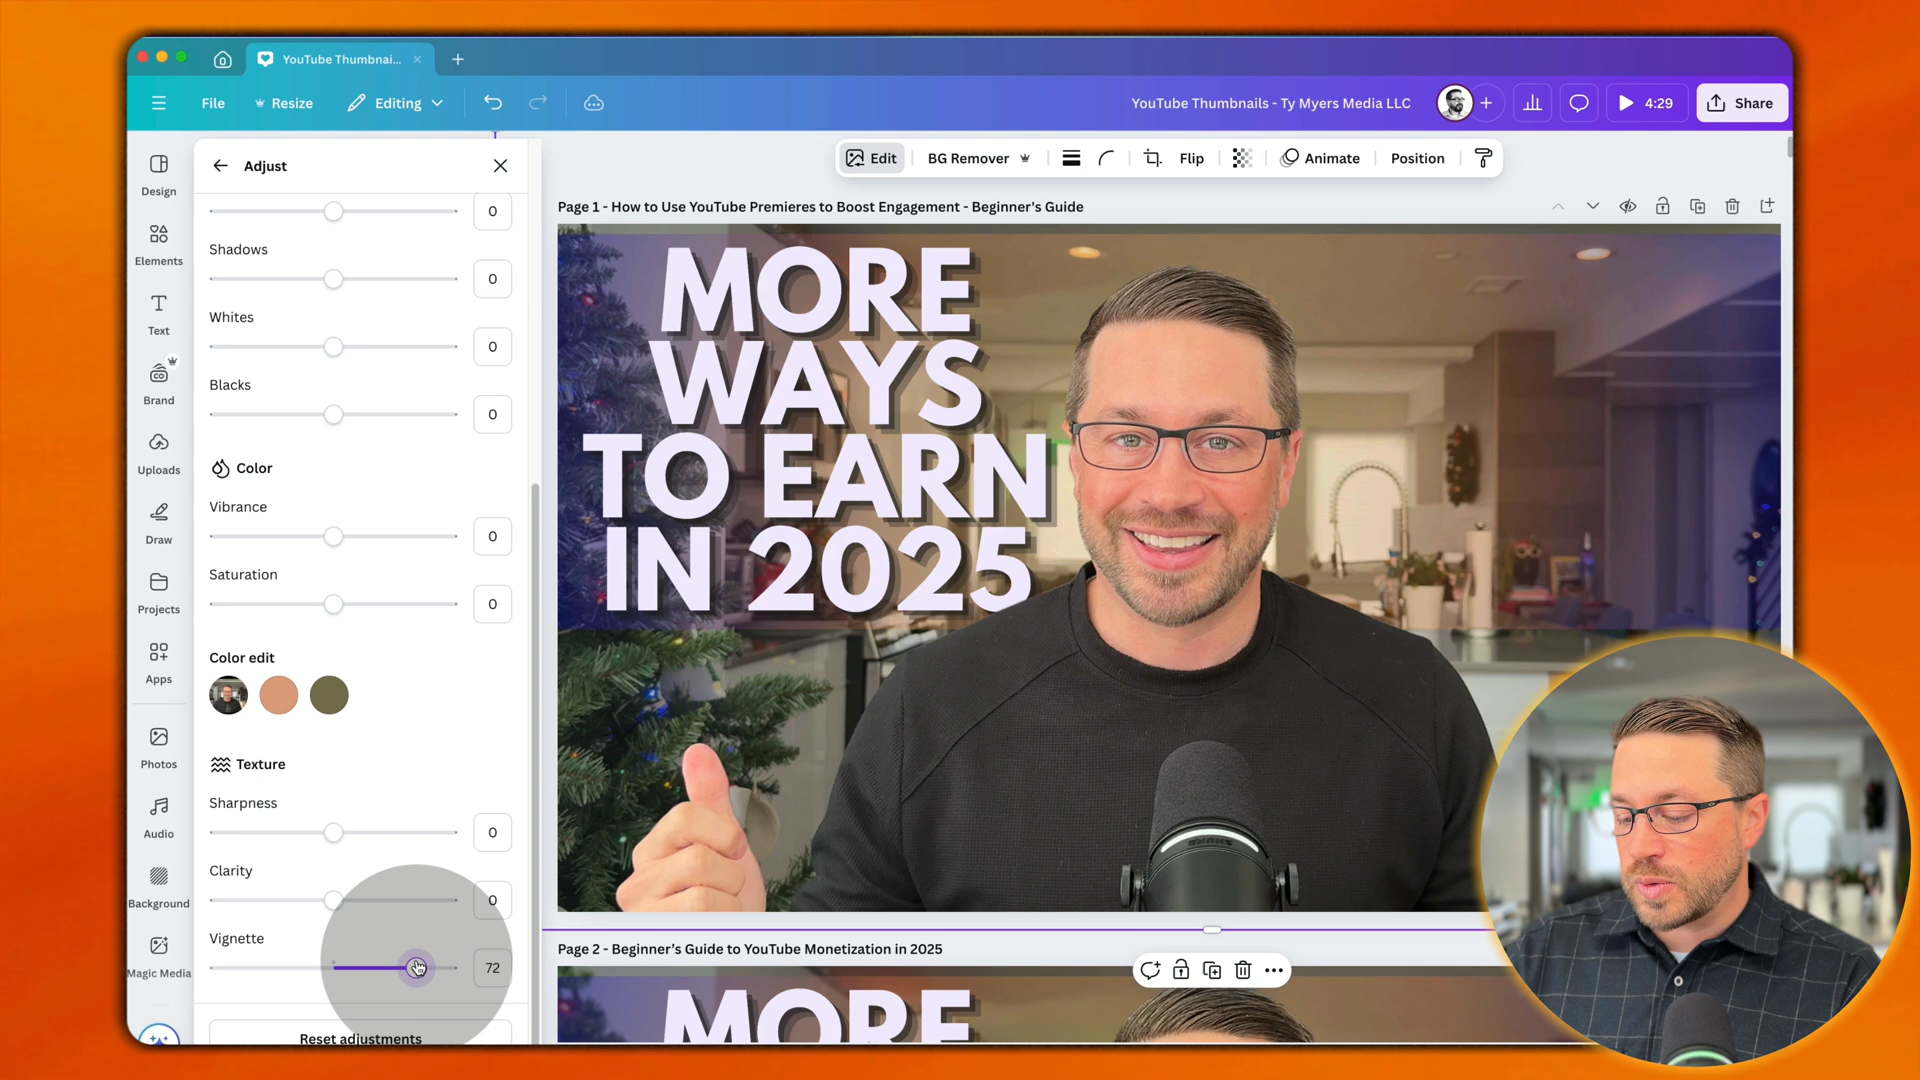 YouTube Thumbnai...
File
Resize
Editing
YouTube Thumbnails - Ty Myers Media LLC
4:29
Share
Design
Elements
Text
CO
Brand
Uploads
Draw
Projects
Apps
Photos
Audio
Background
Magic Media
Adjust
0
Shadows
0
Whites
0
Blacks
0
Color
Vibrance
0
Saturation
0
Color edit
Texture
Sharpness
0
Clarity
0
Vignette
72
Reset adjustments
Edit
BG Remover
Flip
Animate
Position
Page 1 - How to Use YouTube Premieres to Boost Engagement - Beginner's Guide
MORE
WAYS
TO EARN
IN 2025
SHURE
Page 2 - Beginner's Guide to YouTube Monetization in 2025
MORE